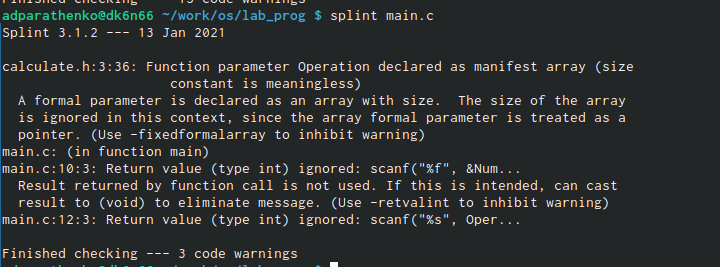 Finished checking --- 15 code warnings
adparathenko@dk6n66 ~/work/os/lab_prog $ splint main.c
Splint 3.1.2 --- 13 Jan 2021
calculate.h:3:36: Function parameter Operation declared as manifest array (size
constant is meaningless)
A formal parameter is declared as an array with size. The size of the array
is ignored in this context, since the array formal parameter is treated as a
pointer. (Use -fixedformalarray to inhibit warning)
main.c: (in function main)
main.c:10:3: Return value (type int) ignored: scanf("%f", &Num...
Result returned by function call is not used. If this is intended, can cast
result to (void) to eliminate message. (Use -retvalint to inhibit warning)
main.c:12:3: Return value (type int) ignored: scanf("%s", Oper...
Finished checking --- 3 code warnings
adparathenko@dk6n66 ~/work/os/lab_prog $